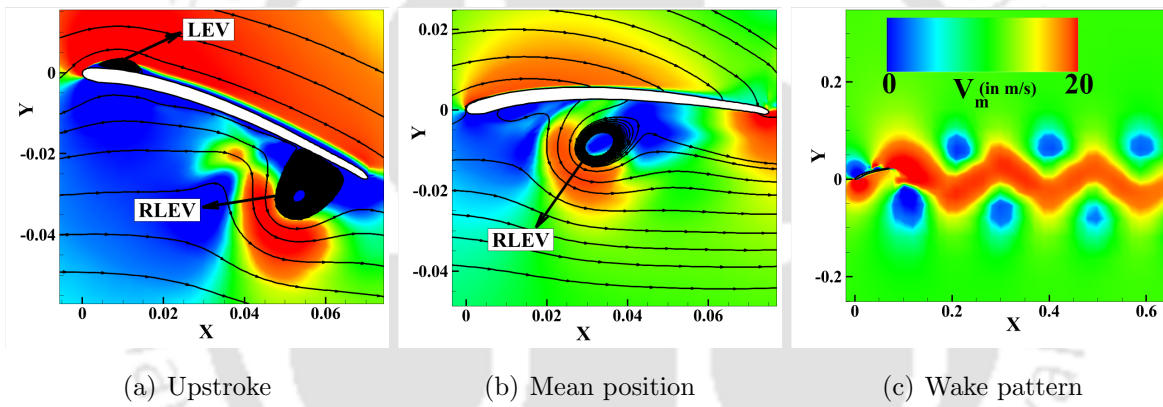 LEV
RLEV
Y
0
-0.02
-0.04
0
0.02
0.04
0.06
X
(a) Upstroke
RLEV
Y
0.02
0
-0.02
-0.04
0
0.02
0.04
0.06
X
(b) Mean position
0
V_m (in m/s)
20
Y
0.2
0
-0.2
0
0.2
0.4
0.6
X
(c) Wake pattern